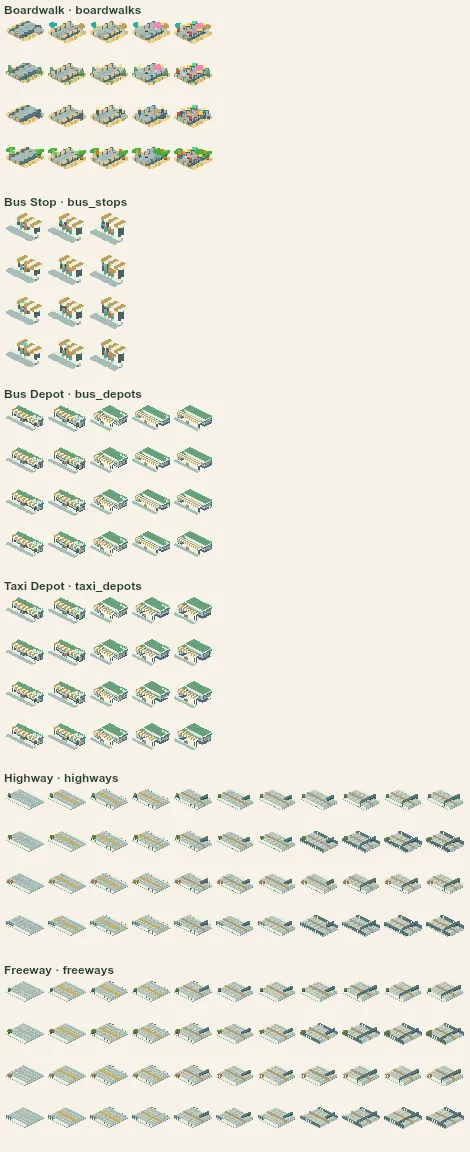 Boardwalk · boardwalks
Bus Stop · bus_stops
Bus Depot · bus_depots
Taxi Depot · taxi_depots
Highway · highways
Freeway · freeways